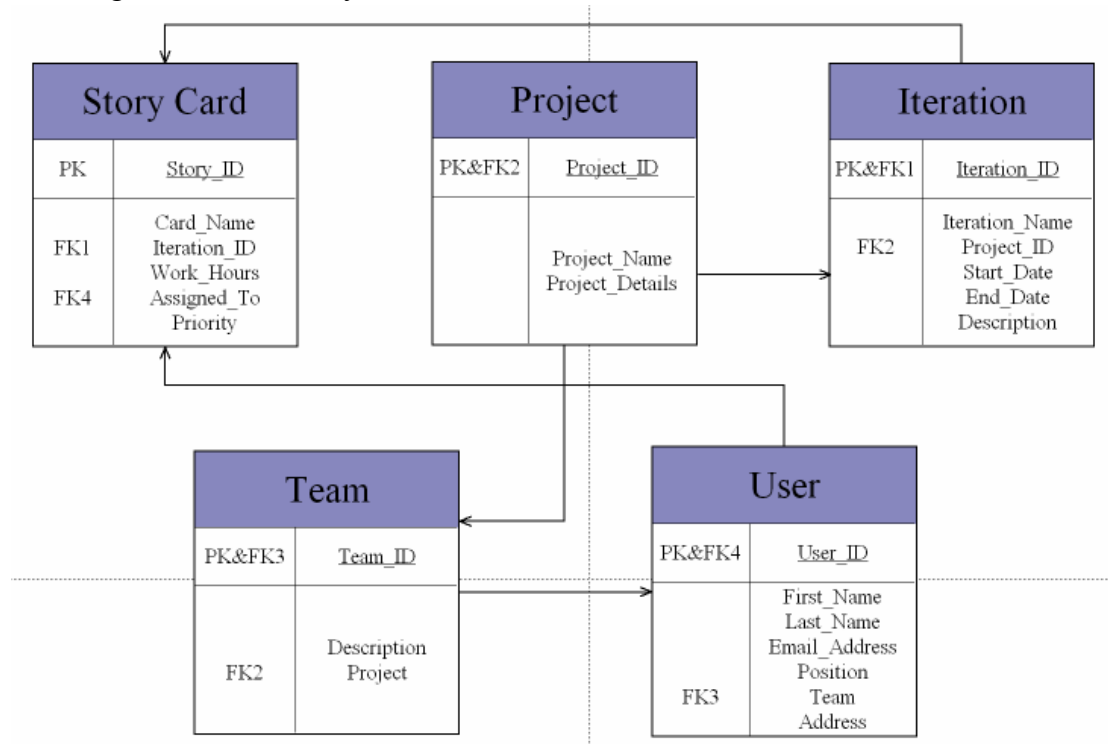 Story Card
PK Story_ID
Card_Name
FK1 Iteration_ID
Work_Hours
FK4 Assigned_To
Priority
Project
PK&FK2 Project_ID
Project_Name
Project_Details
Iteration
PK&FK1 Iteration_ID
Iteration_Name
FK2 Project_ID
Start_Date
End_Date
Description
Team
PK&FK3 Team_ID
Description
FK2 Project
User
PK&FK4 User_ID
First_Name
Last_Name
Email_Address
Position
FK3 Team
Address